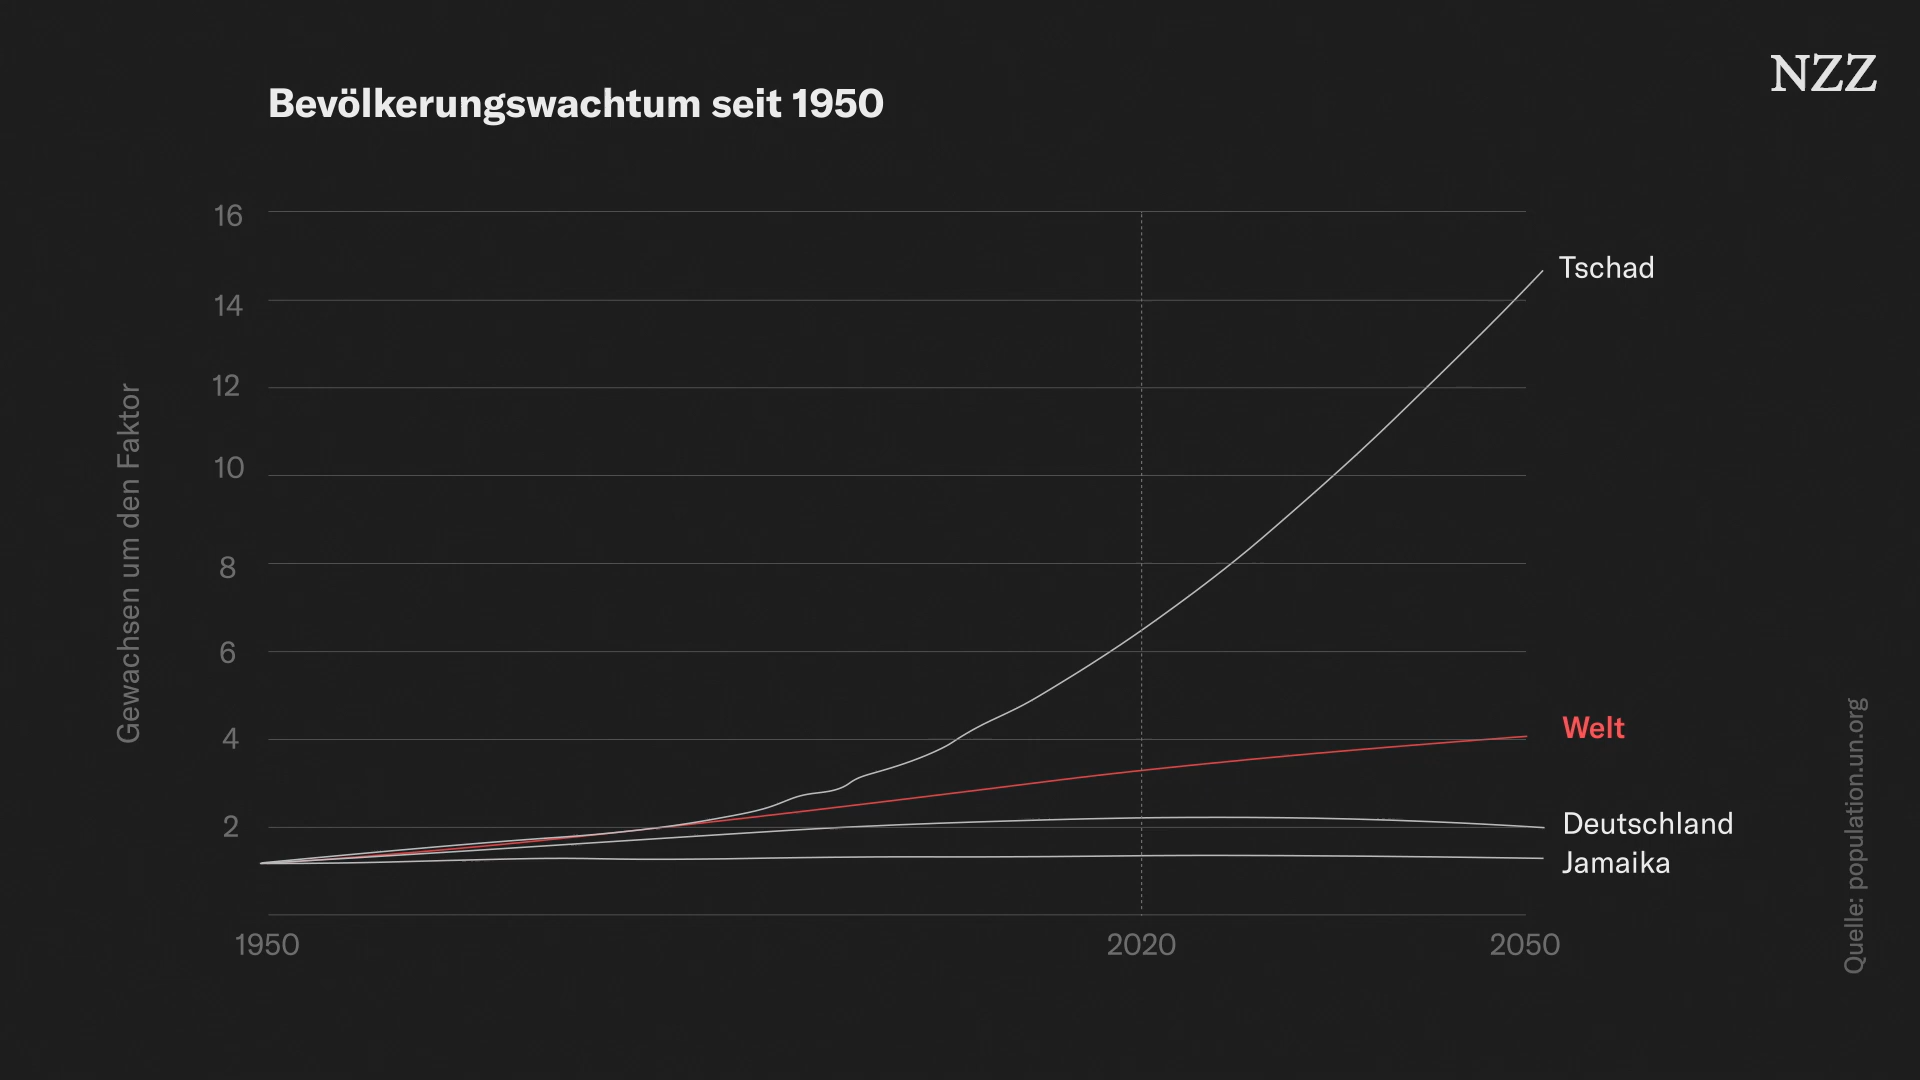 NZZ
Bevölkerungswachtum seit 1950
Gewachsen um den Faktor
16
14
12
10
8
6
4
2
Tschad
Welt
Deutschland
Jamaika
1950
2020
2050
Quelle: population.un.org